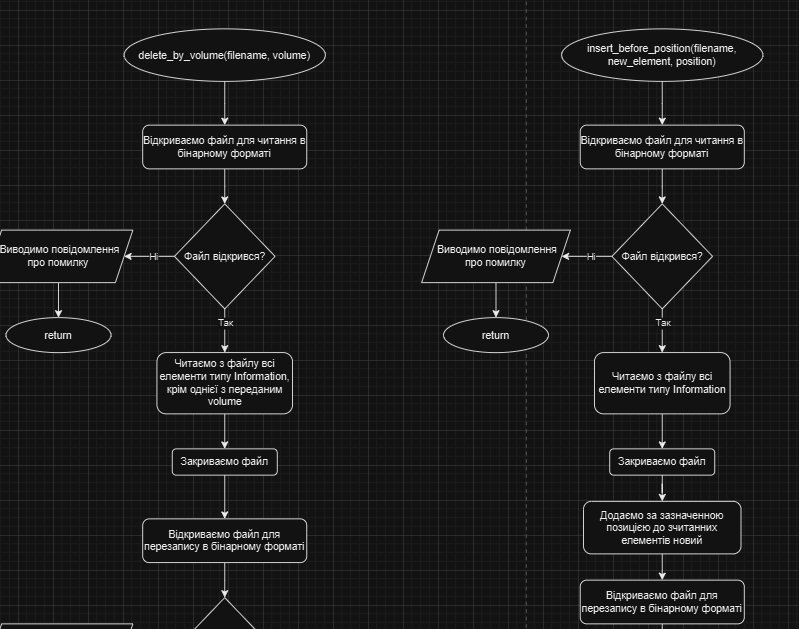 delete_by_volume(filename, volume)
Відкриваємо файл для читання в
бінарному форматі
Файл відкрився?
Ні
Виводимо повідомлення
про помилку
return
Так
Читаємо з файлу всі
елементи типу Information,
крім однієї з переданим
volume
Закриваємо файл
Відкриваємо файл для
перезапису в бінарному форматі
insert_before_position(filename,
new_element, position)
Відкриваємо файл для читання в
бінарному форматі
Файл відкрився?
Ні
Виводимо повідомлення
про помилку
return
Так
Читаємо з файлу всі
елементи типу Information
Закриваємо файл
Додаємо за зазначенною
позицією до зчитанних
елементів новий
Відкриваємо файл для
перезапису в бінарному форматі